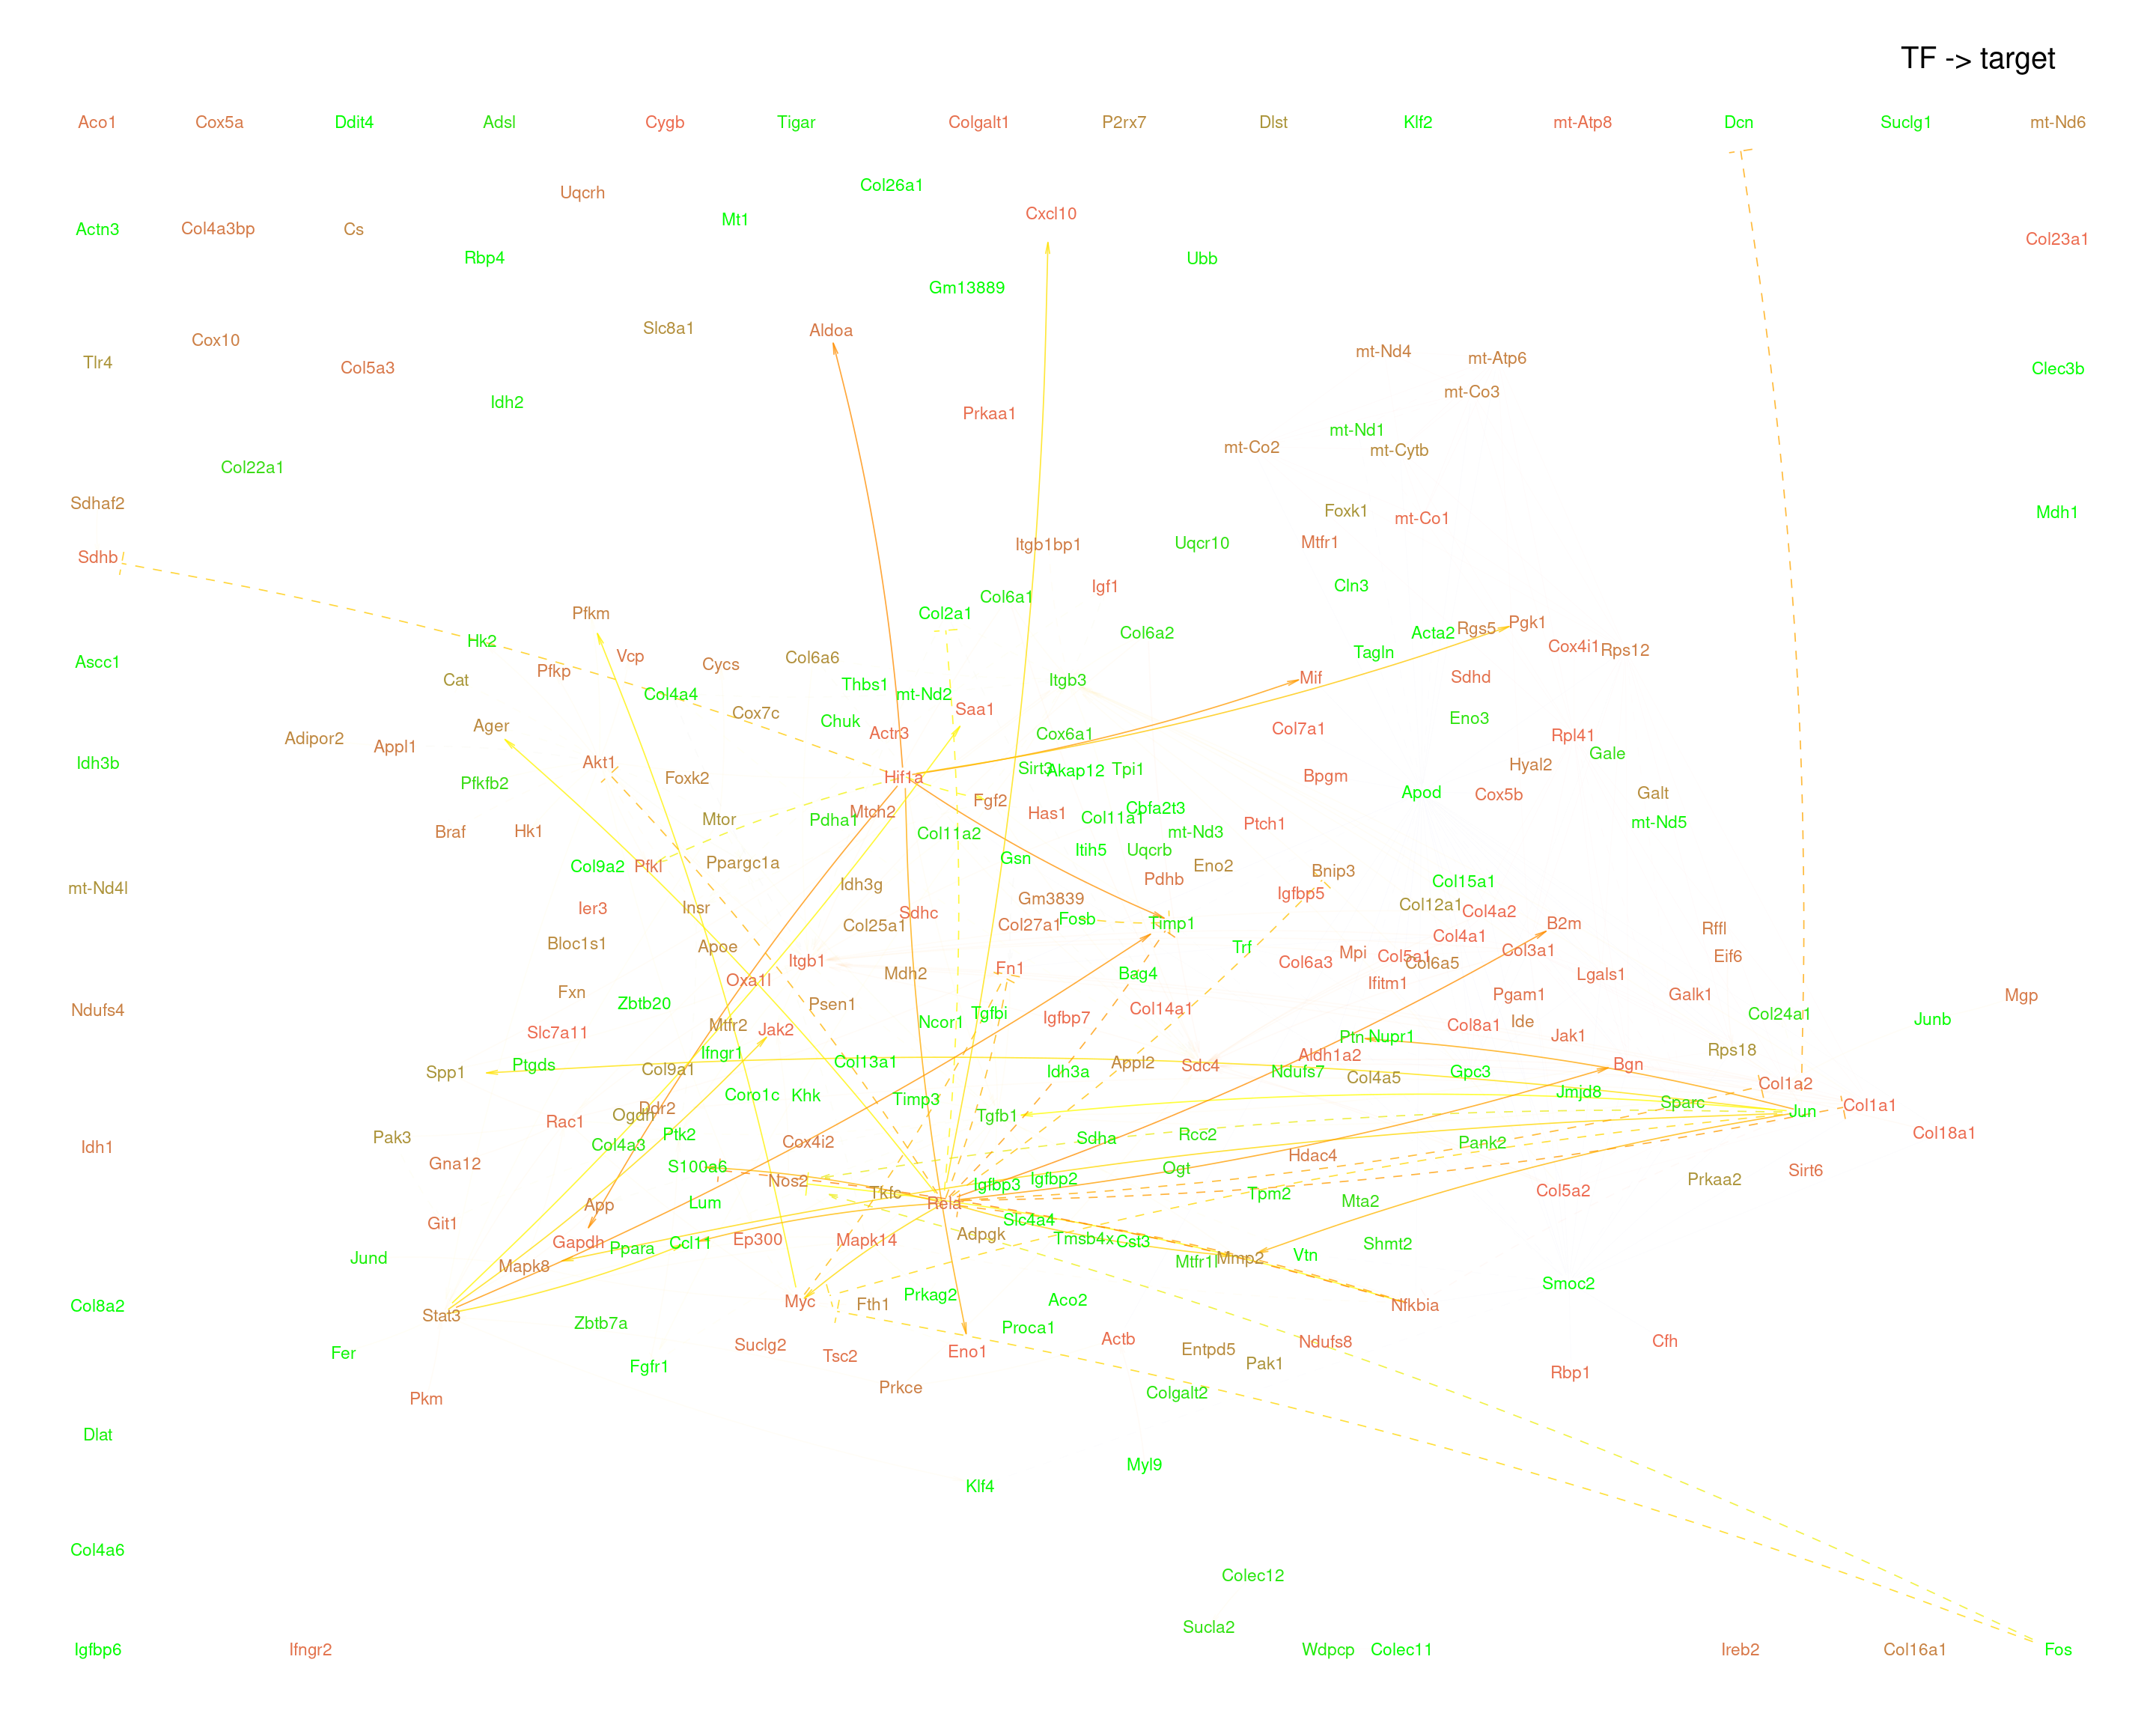 TF -> target
Aco1 Cox5a Ddit4 Adsl Cygb Tigar Colgalt1 P2rx7 Dlst Klf2 mt-Atp8 Dcn Suclg1 mt-Nd6
Uqcrh Col26a1
Cxcl10
Mt1
Actn3 Col4a3bp Cs
Col23a1
Rbp4 Ubb
Gm13889
Slc8a1 Aldoa
Cox10
mt-Nd4 mt-Atp6
Tlr4 Col5a3 Clec3b
mt-Co3
Idh2 Prkaa1
mt-Nd1
mt-Co2 mt-Cytb
Col22a1
Sdhaf2 Foxk1 mt-Co1 Mdh1
Sdhb Itgb1bp1 Uqcr10 Mtfr1
Igf1 Cln3
Col6a1
Pfkm Col2a1
Pgk1
Hk2 Col6a2 Acta2 Rgs5
Cox4i1 Rps12
Ascc1 Pfkp Vcp Cycs Col6a6 Tagln
Cat Col4a4 Thbs1 mt-Nd2 Itgb3 Mif Sdhd
Cox7c Saa1
Ager Chuk Actr3 Cox6a1 Col7a1 Eno3
Adipor2 Appl1 Rpl41
Gale
Idh3b Akt1 Sirt3 Akap12 Tpi1 Hyal2
Pfkfb2 Foxk2 Hif1a Bpgm
Fgf2 Apod Cox5b Galt
Mtor Pdha1 Mtch2 Has1 Col11a1 Cbfa2t3
Braf Hk1 Col11a2 mt-Nd3 Ptch1 mt-Nd5
Col9a2 Pfkl Ppargc1a Gsn Itih5 Uqcrb Eno2 Bnip3
mt-Nd4l Idh3g Pdhb Igfbp5 Col15a1
Ier3 Insr Sdhc Gm3839 Col12a1 Col4a2
Col25a1 Col27a1 Fosb Timp1 B2m Rffl
Bloc1s1 Apoe Trf Col4a1 Col3a1 Eif6
Itgb1 Mdh2 Fn1 Bag4 Col6a3 Mpi Col5a1 Col6a5
Fxn Oxa1l Ifitm1 Lgals1
Ndufs4 Zbtb20 Psen1 Tgfbi Col14a1 Pgam1 Galk1 Mgp
Slc7a11 Mtfr2 Jak2 Ncor1 Igfbp7 Col8a1 Ide Col24a1 Junb
Ptn Nupr1 Jak1
Ptgds Ifngr1 Col13a1 Appl2 Sdc4 Aldh1a2 Bgn Rps18
Spp1 Col9a1 Idh3a Ndufs7 Col4a5 Gpc3
Coro1c Khk Timp3 Jmjd8 Col1a2
Rac1 Ogdh Ddr2 Tgfb1 Sparc Jun Col1a1
Idh1 Pak3 Col4a3 Ptk2 Cox4i2 Sdha Rcc2 Pank2 Col18a1
Gna12 S100a6 Nos2 Ogt Hdac4 Sirt6
App Lum Tkfc Rela Igfbp3 Igfbp2 Tpm2 Mta2 Col5a2 Prkaa2
Git1 Slc4a4
Gapdh Ppara Ccl11 Ep300 Mapk14 Adpgk Tmsb4x Cst3 Shmt2
Jund Mapk8 Mtfr1l Mmp2 Vtn
Col8a2 Stat3 Myc Fth1 Prkag2 Aco2 Nfkbia Smoc2
Zbtb7a Proca1
Fer Fgfr1 Suclg2 Tsc2 Eno1 Actb Entpd5 Ndufs8 Cfh
Pak1
Pkm Prkce Colgalt2 Rbp1
Dlat
Myl9
Klf4
Col4a6
Colec12
Sucla2
Igfbp6 Ifngr2 Wdpcp Colec11 Ireb2 Col16a1 Fos